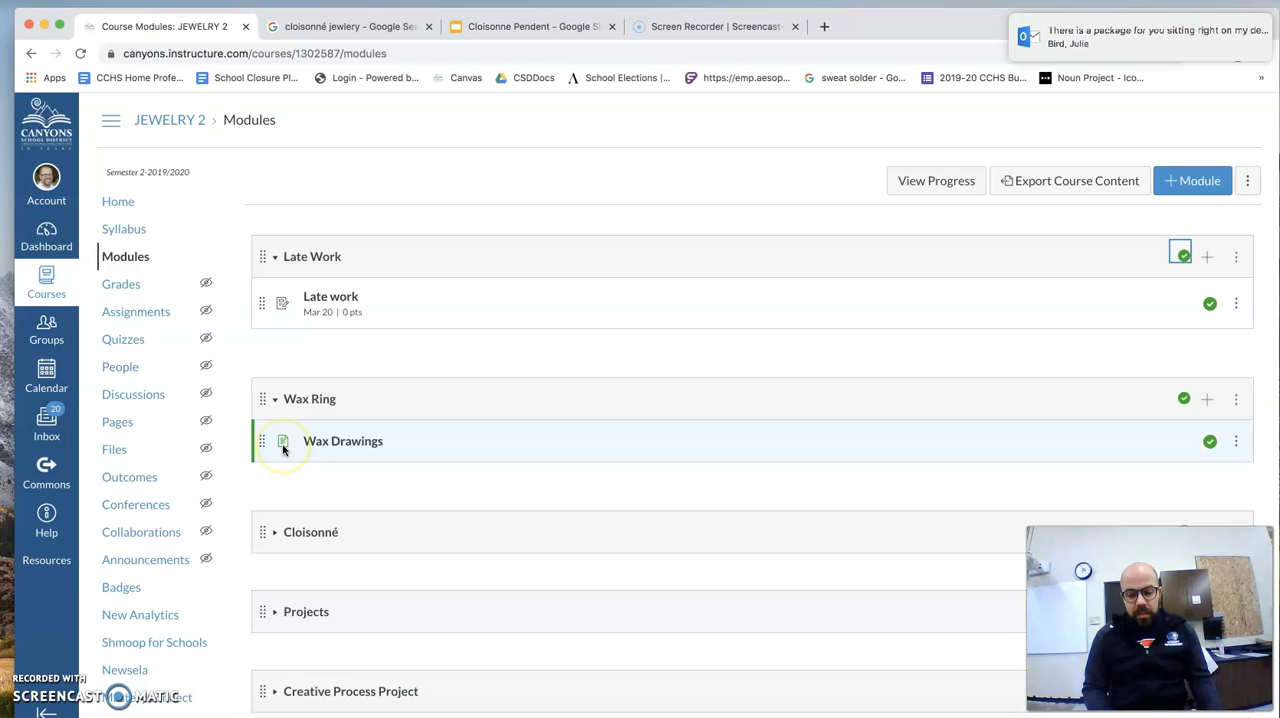 Course Modules: JEWELRY 2
cloisonné jewlery - Google Sea
Cloisonne Pendent - Google Sl
Screen Recorder | Screencast-
There is a package for you sitting right on my de...
Bird, Julie
canyons.instructure.com/courses/1302587/modules
Apps
CCHS Home Profe...
School Closure Pl...
Login - Powered b...
Canvas
CSDDocs
School Elections |...
https://emp.aesop...
sweat solder - Goo...
2019-20 CCHS Bu...
Noun Project - Ico...
»
CANYONS
SCHOOL DISTRICT
JEWELRY 2 › Modules
Semester 2-2019/2020
View Progress
Export Course Content
+ Module
Account
Dashboard
Courses
Groups
Calendar
20
Inbox
Commons
Help
Resources
Home
Syllabus
Modules
Grades
Assignments
Quizzes
People
Discussions
Pages
Files
Outcomes
Conferences
Collaborations
Announcements
Badges
New Analytics
Shmoop for Schools
Newsela
Late Work
Late work
Mar 20 | 0 pts
Wax Ring
Wax Drawings
Cloisonné
Projects
Creative Process Project
RECORDED WITH
SCREENCAST MATIC